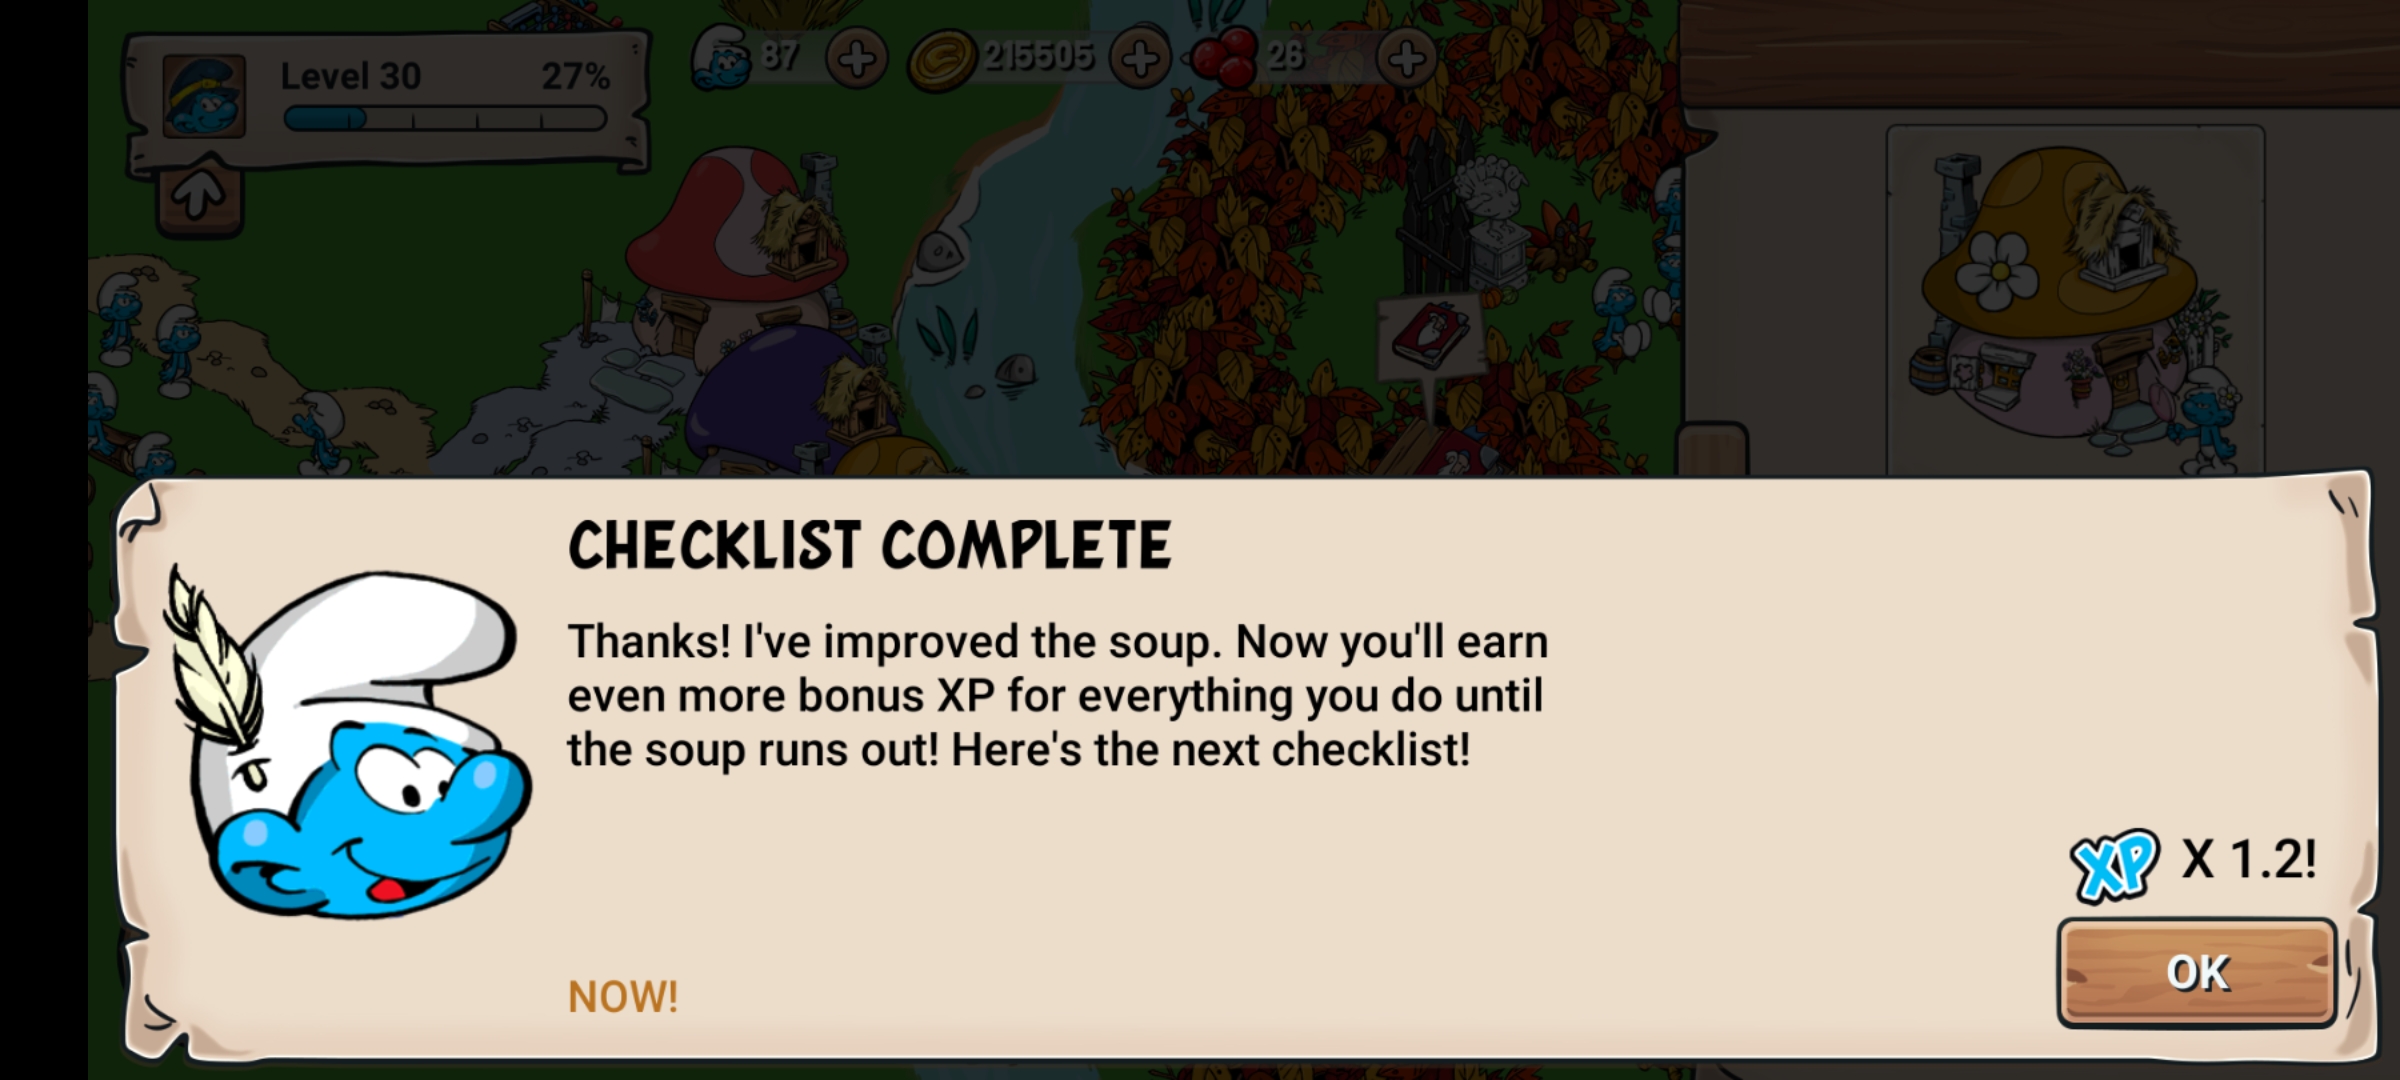 Level 30 27%
87
215505
26
CHECKLIST COMPLETE
Thanks! I've improved the soup. Now you'll earn
even more bonus XP for everything you do until
the soup runs out! Here's the next checklist!
XP X 1.2!
NOW!
OK